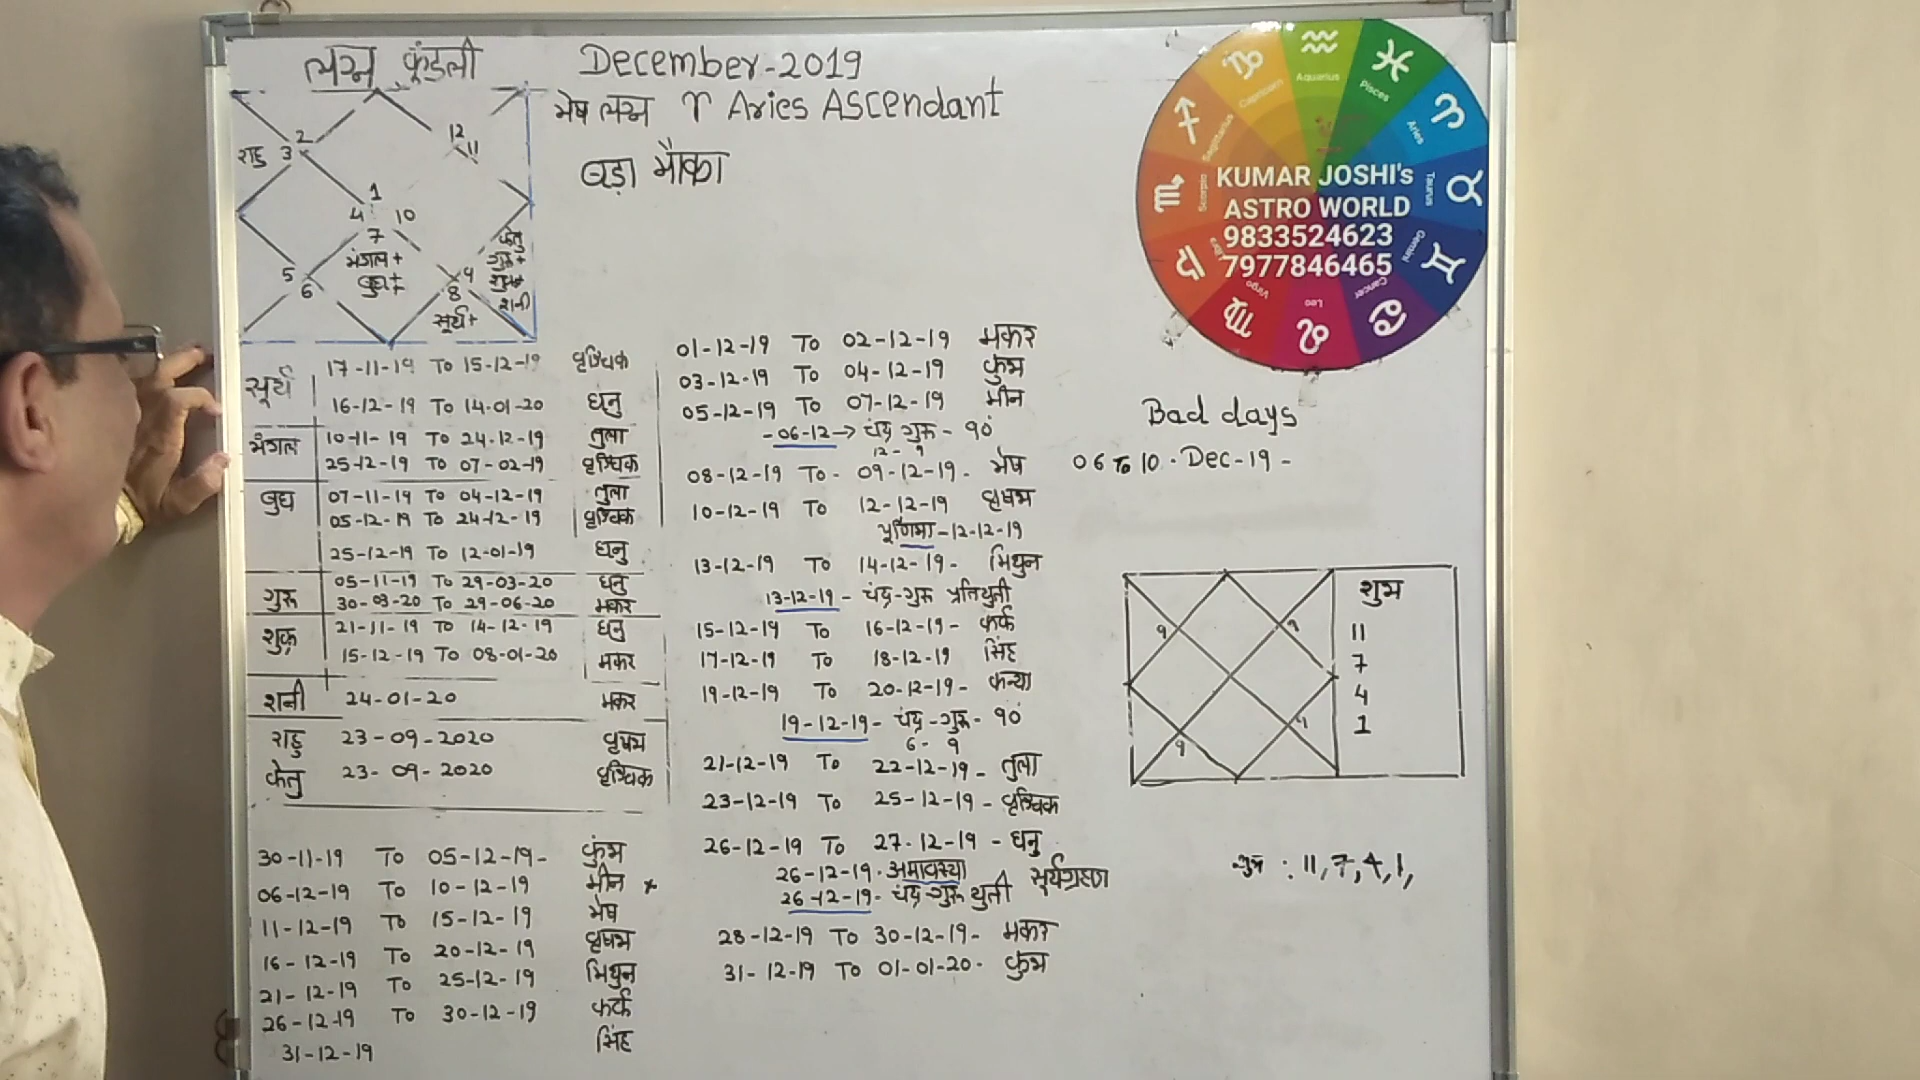 लग्न कुंडली
December-2019
मेष लग्न ♈ Aries Ascendant
बड़ा मौका
2
राहु 3
12
11
1
4 10
7
मंगल +
बुध +
5
6
9
8
सूर्य +
केतु
गुरू +
शुक्र +
शनी
सूर्य 17-11-19 To 15-12-19 वृश्चिक
16-12-19 To 14-01-20 धनु
मंगल 10-11-19 To 24-12-19 तुला
25-12-19 To 07-02-19 वृश्चिक
बुध 07-11-19 To 04-12-19 तुला
05-12-19 To 24-12-19 वृश्चिक
25-12-19 To 12-01-19 धनु
गुरू 05-11-19 To 29-03-20 धनु
30-03-20 To 29-06-20 मकर
शुक्र 21-11-19 To 14-12-19 धनु
15-12-19 To 08-01-20 मकर
शनी 24-01-20 मकर
राहु 23-09-2020 वृषभ
केतु 23-09-2020 वृश्चिक
30-11-19 To 05-12-19- कुंभ
06-12-19 To 10-12-19 मीन ×
11-12-19 To 15-12-19 मेष
16-12-19 To 20-12-19 वृषभ
21-12-19 To 25-12-19 मिथुन
26-12-19 To 30-12-19 कर्क
31-12-19 सिंह
01-12-19 To 02-12-19 मकर
03-12-19 To 04-12-19 कुंभ
05-12-19 To 07-12-19 मीन
-06-12→ चंद्र गुरू - 90
12 - 9
08-12-19 To - 09-12-19 - मेष
10-12-19 To 12-12-19 वृषभ
पूर्णिमा -12-12-19
13-12-19 To 14-12-19 - मिथुन
13-12-19 - चंद्र-गुरू प्रतियुती
15-12-19 To 16-12-19 - कर्क
17-12-19 To 18-12-19 सिंह
19-12-19 To 20-12-19 - कन्या
19-12-19 - चंद्र-गुरू - 90
6 - 9
21-12-19 To 22-12-19 - तुला
23-12-19 To 25-12-19 - वृश्चिक
26-12-19 To 27-12-19 - धनु
26-12-19 - अमावस्या सूर्यग्रहण
26-12-19 - चंद्र-गुरू युती
28-12-19 To 30-12-19 - मकर
31-12-19 To 01-01-20 - कुंभ
Capricorn
Aquarius
Pisces
Aries
Taurus
Gemini
Cancer
Leo
Virgo
Libra
Scorpio
Sagittarius
KUMAR JOSHI's
ASTRO WORLD
9833524623
7977846465
Bad days
06 To 10 - Dec-19 -
शुभ
11
7
4
1
: 11, 7, 4, 1,